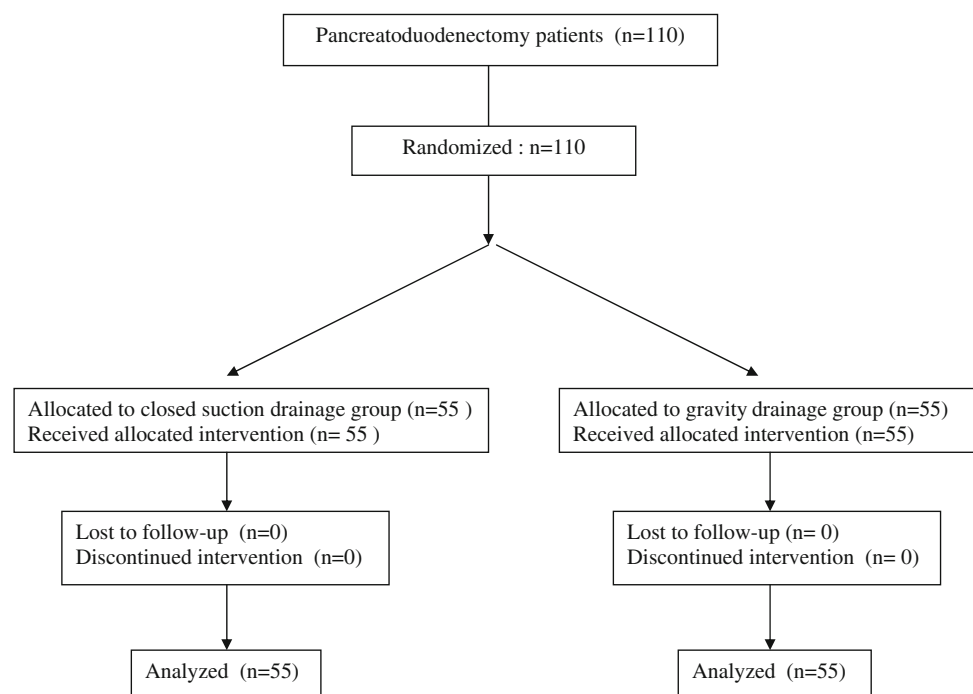 Pancreatoduodenectomy patients (n=110)
Randomized : n=110
Allocated to closed suction drainage group (n=55 )
Received allocated intervention (n= 55 )
Allocated to gravity drainage group (n=55)
Received allocated intervention (n=55)
Lost to follow-up (n=0)
Discontinued intervention (n=0)
Lost to follow-up (n= 0)
Discontinued intervention (n= 0)
Analyzed (n=55)
Analyzed (n=55)